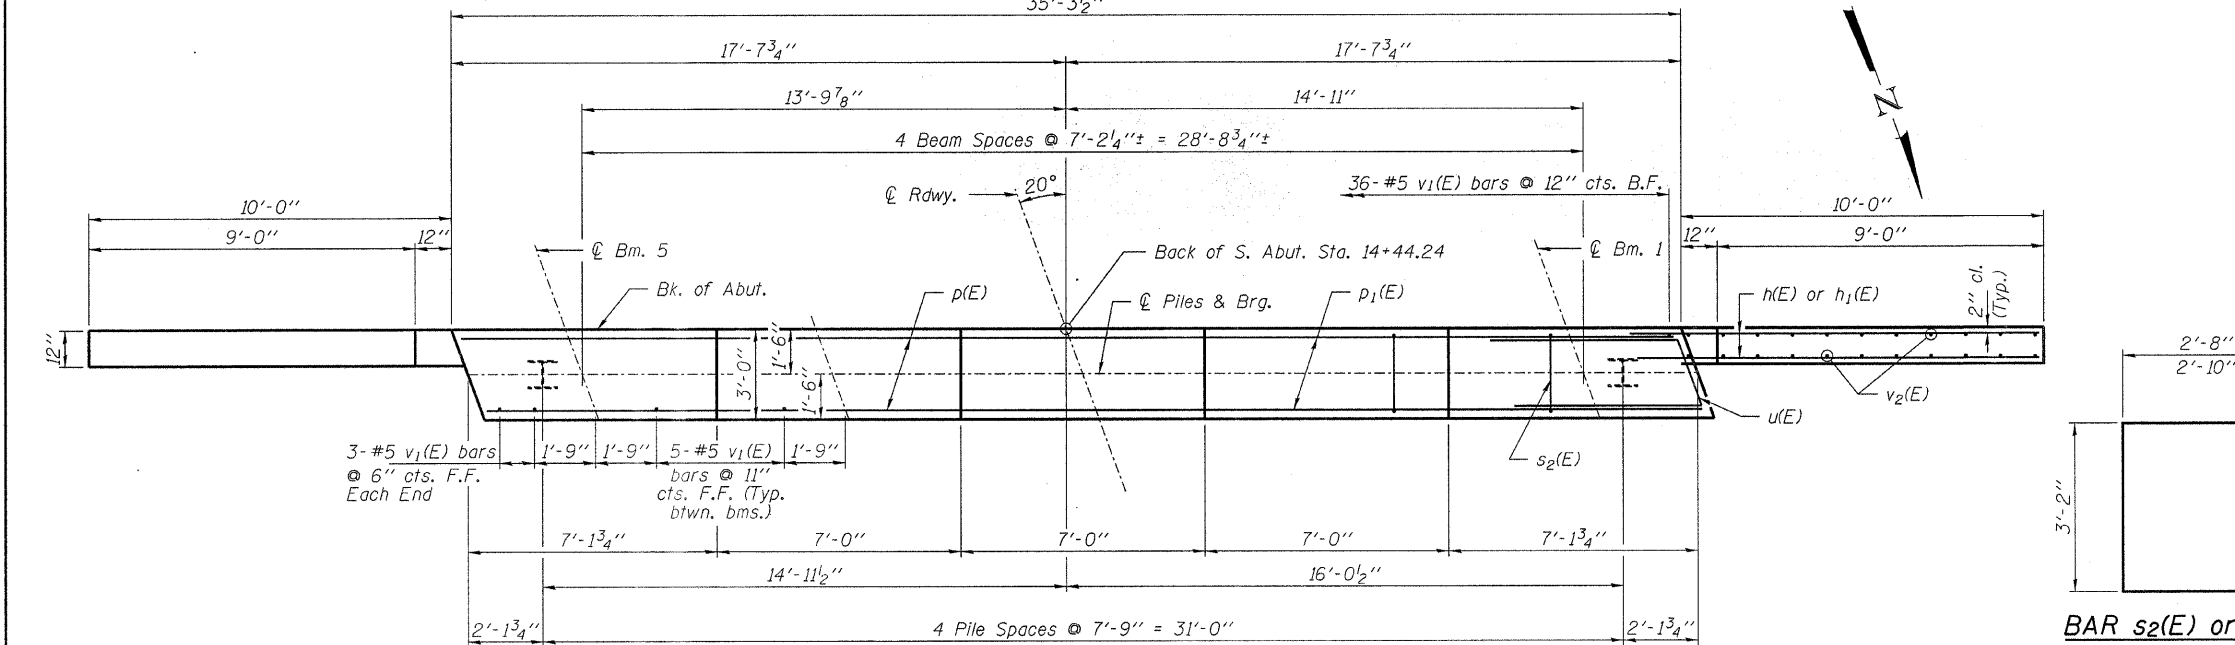 35'-3½"
17'-7¾"
17'-7¾"
13'-9⅞"
14'-11"
4 Beam Spaces @ 7'-2¼"± = 28'-8¾"±
℄ Rdwy.
20°
36-#5 v₁(E) bars @ 12" cts. B.F.
N
10'-0"
10'-0"
9'-0"
12"
12"
9'-0"
℄ Bm. 5
Back of S. Abut. Sta. 14+44.24
℄ Bm. 1
Bk. of Abut.
p(E)
℄ Piles & Brg.
p₁(E)
h(E) or h₁(E)
2" cl.
(Typ.)
12"
1'-6"
3'-0"
1'-6"
2'-8"
2'-10"
v₂(E)
u(E)
s₂(E)
3-#5 v₁(E) bars
@ 6" cts. F.F.
Each End
1'-9"
1'-9"
5-#5 v₁(E)
bars @ 11"
cts. F.F. (Typ.
btwn. bms.)
1'-9"
3'-2"
7'-1¾"
7'-0"
7'-0"
7'-0"
7'-1¾"
14'-11½"
16'-0½"
2'-1¾"
4 Pile Spaces @ 7'-9" = 31'-0"
2'-1¾"
BAR s₂(E) or